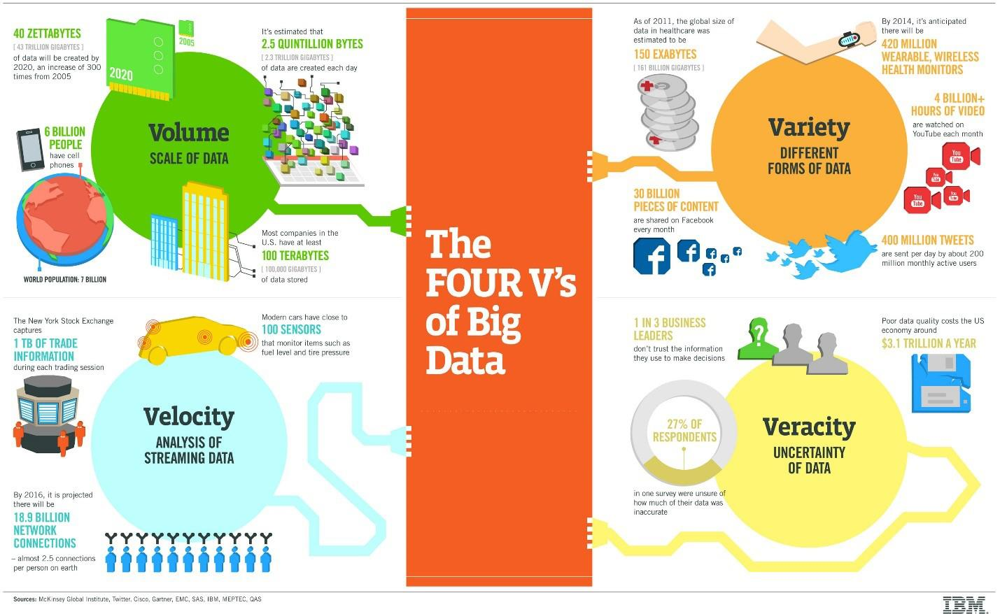 40 ZETTABYTES
[ 43 TRILLION GIGABYTES ]
of data will be created by
2020, an increase of 300
times from 2005
2020
2005
It's estimated that
2.5 QUINTILLION BYTES
[ 2.3 TRILLION GIGABYTES ]
of data are created each day
6 BILLION
PEOPLE
have cell
phones
WORLD POPULATION: 7 BILLION
Volume
SCALE OF DATA
Most companies in the
U.S. have at least
100 TERABYTES
[ 100,000 GIGABYTES ]
of data stored
The
FOUR V's
of Big
Data
As of 2011, the global size of
data in healthcare was
estimated to be
150 EXABYTES
[ 161 BILLION GIGABYTES ]
Variety
DIFFERENT
FORMS OF DATA
By 2014, it's anticipated
there will be
420 MILLION
WEARABLE, WIRELESS
HEALTH MONITORS
4 BILLION+
HOURS OF VIDEO
are watched on
YouTube each month
You
Tube
You
Tube
You
Tube
You
Tube
30 BILLION
PIECES OF CONTENT
are shared on Facebook
every month
400 MILLION TWEETS
are sent per day by about 200
million monthly active users
The New York Stock Exchange
captures
1 TB OF TRADE
INFORMATION
during each trading session
Modern cars have close to
100 SENSORS
that monitor items such as
fuel level and tire pressure
Velocity
ANALYSIS OF
STREAMING DATA
By 2016, it is projected
there will be
18.9 BILLION
NETWORK
CONNECTIONS
– almost 2.5 connections
per person on earth
1 IN 3 BUSINESS
LEADERS
don't trust the information
they use to make decisions
?
Poor data quality costs the US
economy around
$3.1 TRILLION A YEAR
27% OF
RESPONDENTS
in one survey were unsure of
how much of their data was
inaccurate
Veracity
UNCERTAINTY
OF DATA
Sources: McKinsey Global Institute, Twitter, Cisco, Gartner, EMC, SAS, IBM, MEPTEC, QAS
IBM.